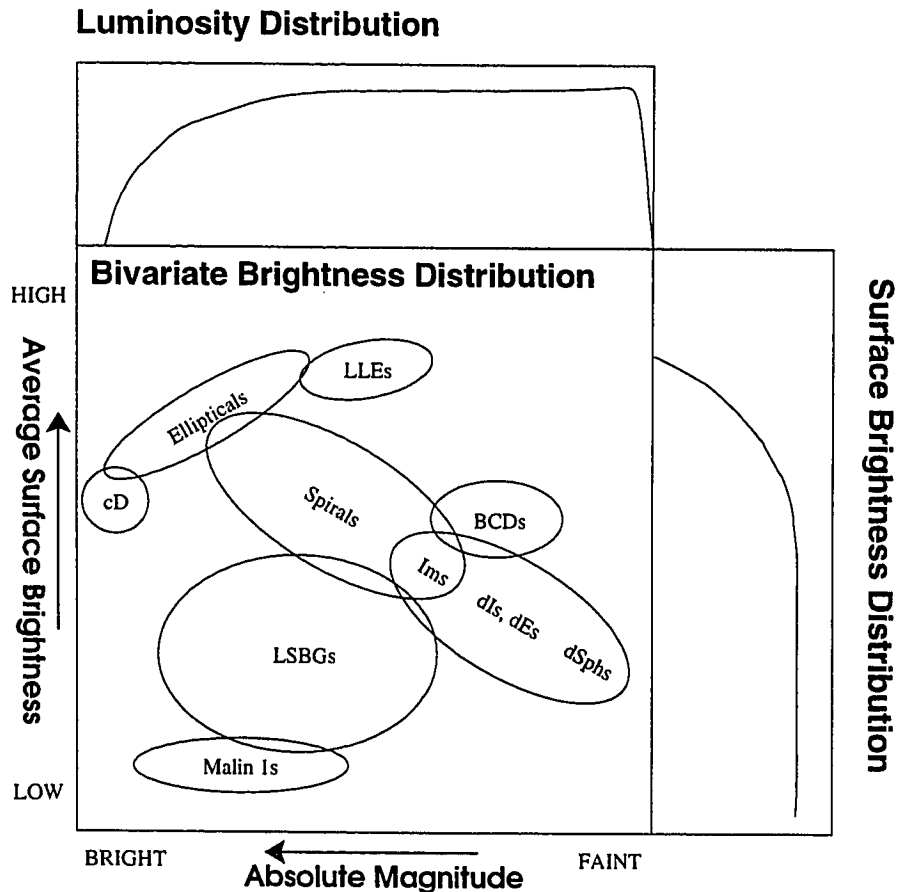 Luminosity Distribution
Bivariate Brightness Distribution
HIGH
Average Surface Brightness
LOW
LLEs
Ellipticals
cD
Spirals
BCDs
Ims
dIs, dEs
dSphs
LSBGs
Malin 1s
Surface Brightness Distribution
BRIGHT
FAINT
Absolute Magnitude